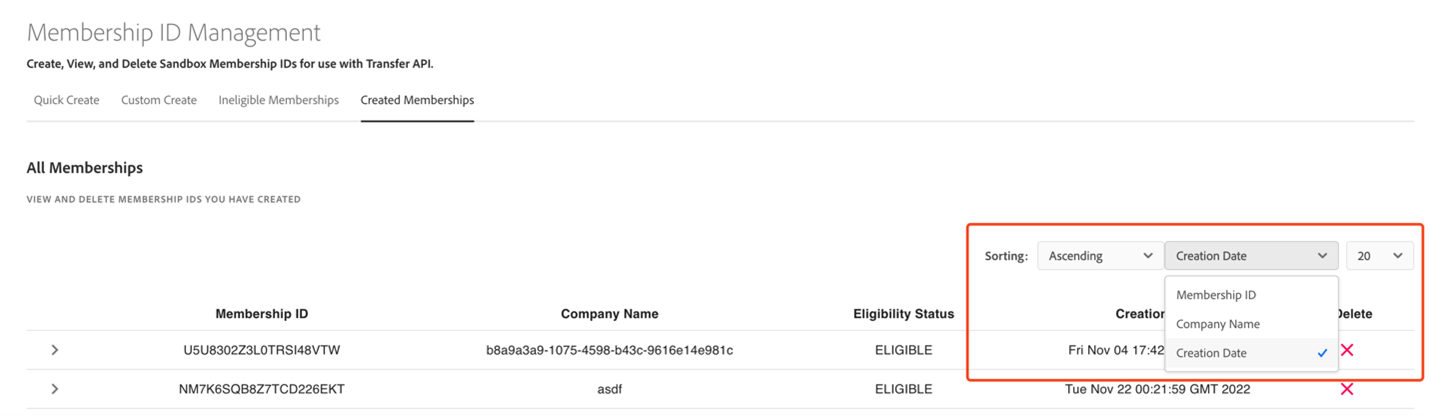 Membership ID Management
Create, View, and Delete Sandbox Membership IDs for use with Transfer API.
Quick Create Custom Create Ineligible Memberships Created Memberships
All Memberships
VIEW AND DELETE MEMBERSHIP IDS YOU HAVE CREATED
Sorting: Ascending Creation Date 20
Membership ID
Company Name
Creation Date
Membership ID Company Name Eligibility Status
U5U8302Z3L0TRSI48VTW b8a9a3a9-1075-4598-b43c-9616e14e981c ELIGIBLE Fri Nov 04 17:42
NM7K6SQB8Z7TCD226EKT asdf ELIGIBLE Tue Nov 22 00:21:59 GMT 2022